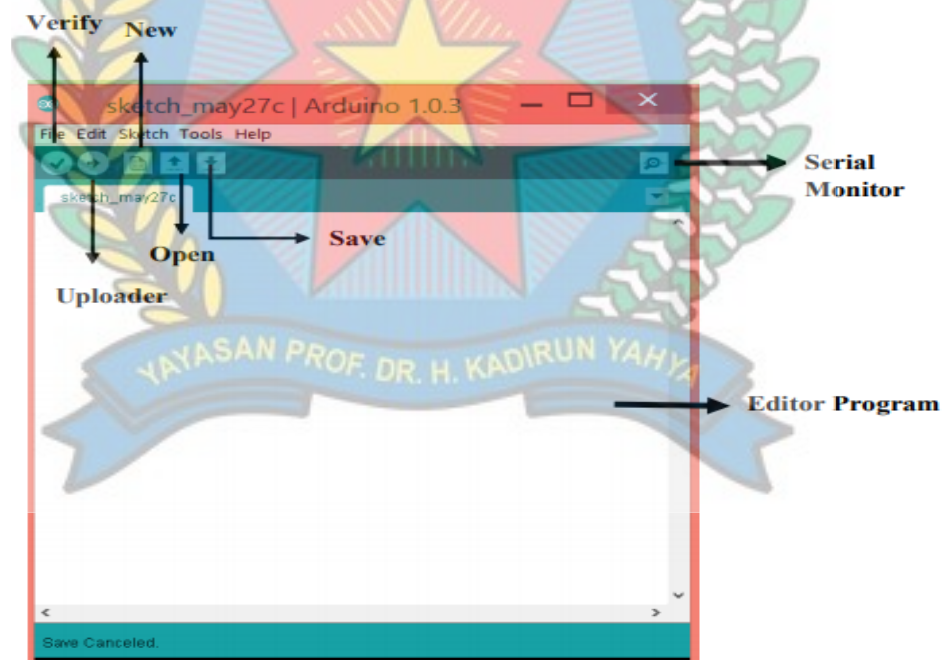 Verify
New
sketch_may27c | Arduino 1.0.3
File Edit Sketch Tools Help
Serial
Monitor
sketch_may27c
Save
Open
Uploader
YAYASAN PROF. DR. H. KADIRUN YAHYA
Editor Program
Save Canceled.